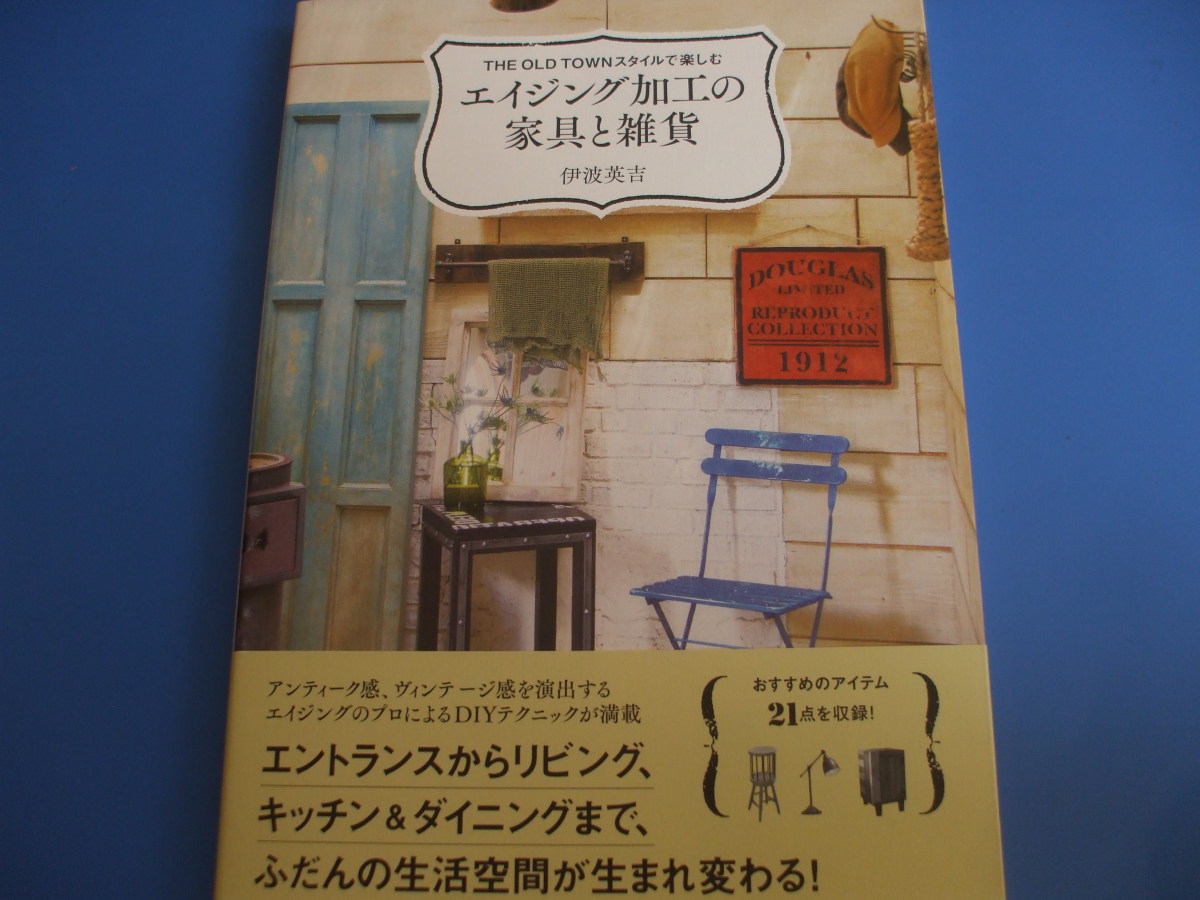 THE OLD TOWNスタイルで楽しむ
エイジング加工の
家具と雑貨
伊波英吉
DOUGLAS
LIMITED
REPRODUCT
COLLECTION
1912
アンティーク感、ヴィンテージ感を演出する
エイジングのプロによるDIYテクニックが満載
エントランスからリビング、
キッチン&ダイニングまで、
ふだんの生活空間が生まれ変わる!
おすすめのアイテム
21点を収録!